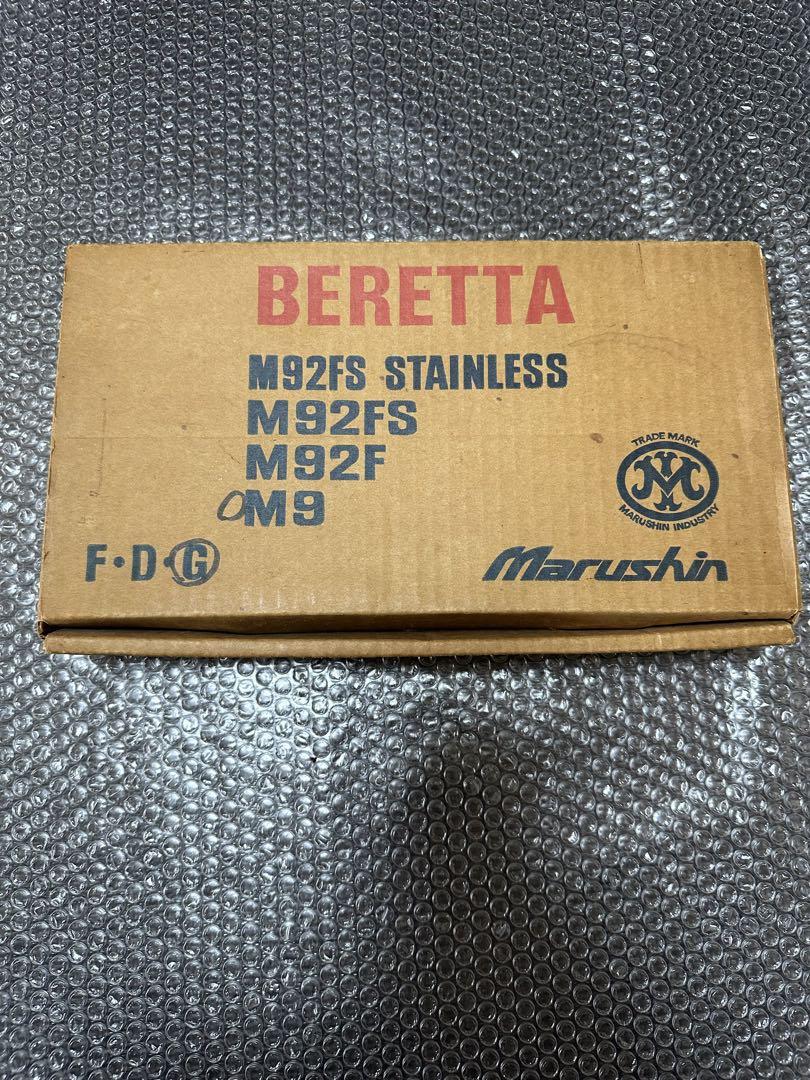 BERETTA
M92FS STAINLESS
M92FS
M92F
M9
F·D·G
TRADE MARK
M
MARUSHIN INDUSTRY
Marushin